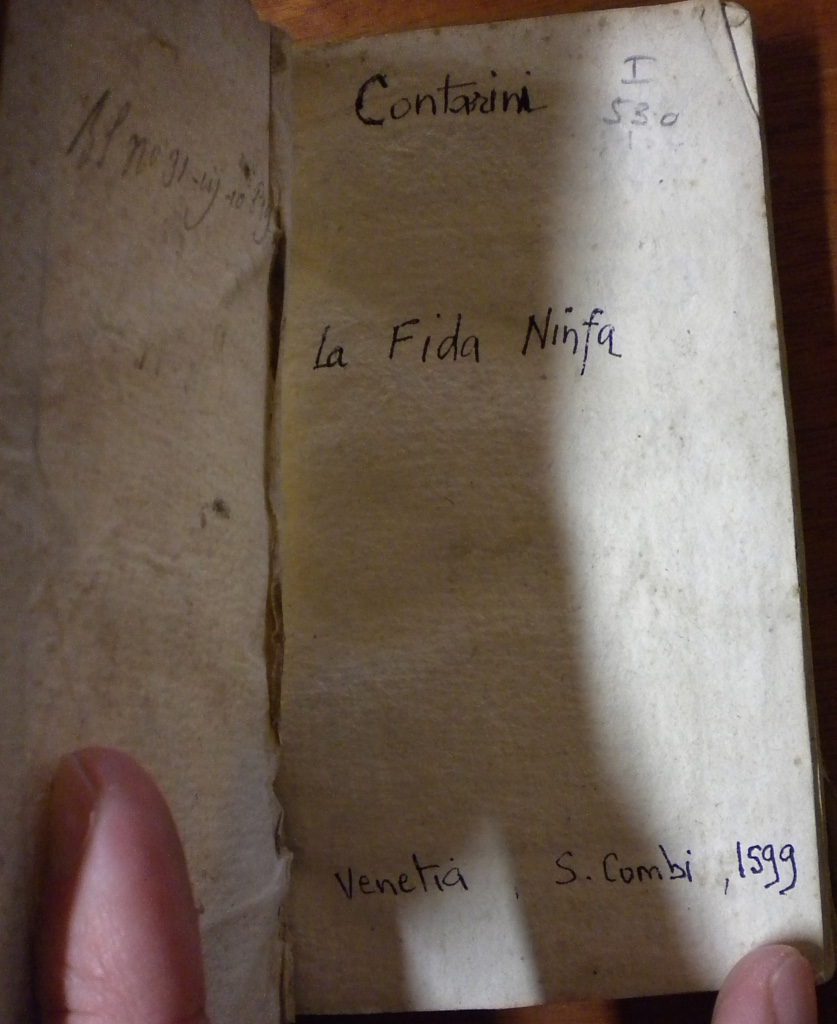 Contarini
I
530
La Fida Ninfa
Venetia, S. Combi, 1599